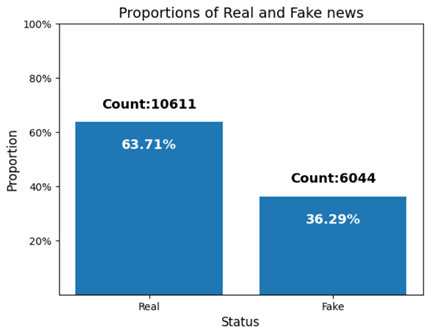 Proportions of Real and Fake news
100%
80%
60%
40%
20%
Proportion
Count:10611
63.71%
Count:6044
36.29%
Real
Fake
Status